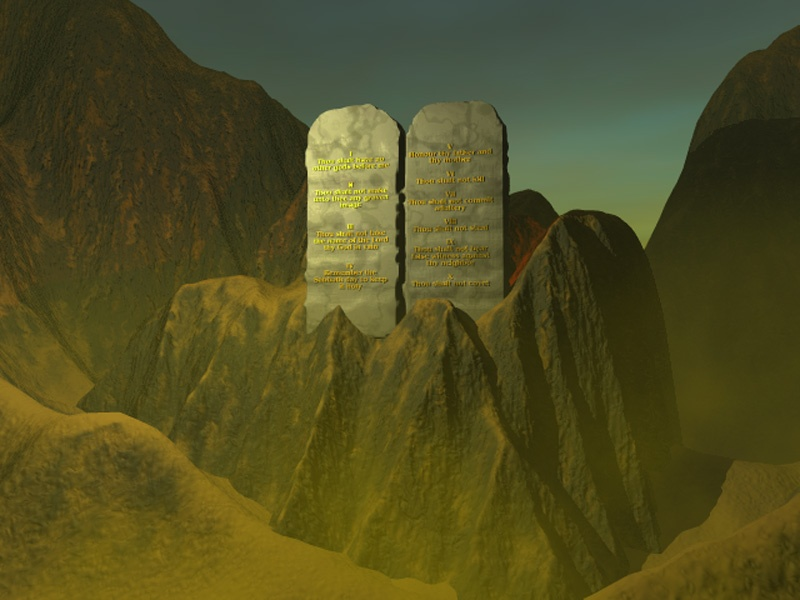 I
Thou shalt have no
other gods before me
II
Thou shalt not make
unto thee any graven
image
III
Thou shalt not take
the name of the Lord
thy God in vain
IV
Remember the
Sabbath day to keep
it holy
V
Honour thy father and
thy mother
VI
Thou shalt not kill
VII
Thou shalt not commit
adultery
VIII
Thou shalt not steal
IX
Thou shalt not bear
false witness against
thy neighbor
X
Thou shalt not covet